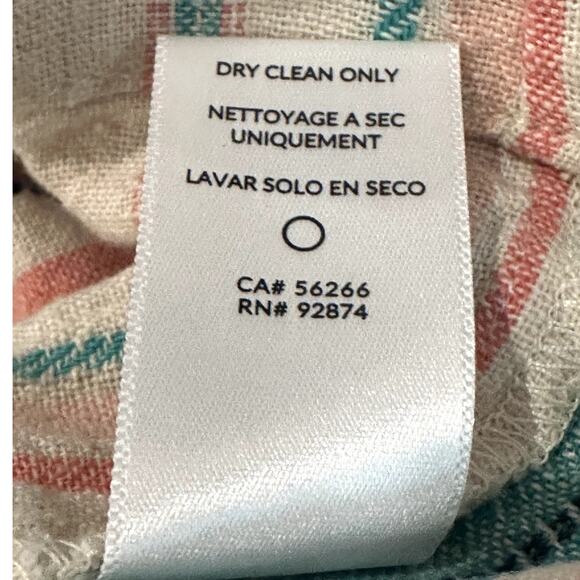 DRY CLEAN ONLY
NETTOYAGE A SEC
UNIQUEMENT
LAVAR SOLO EN SECO
CA# 56266
RN# 92874